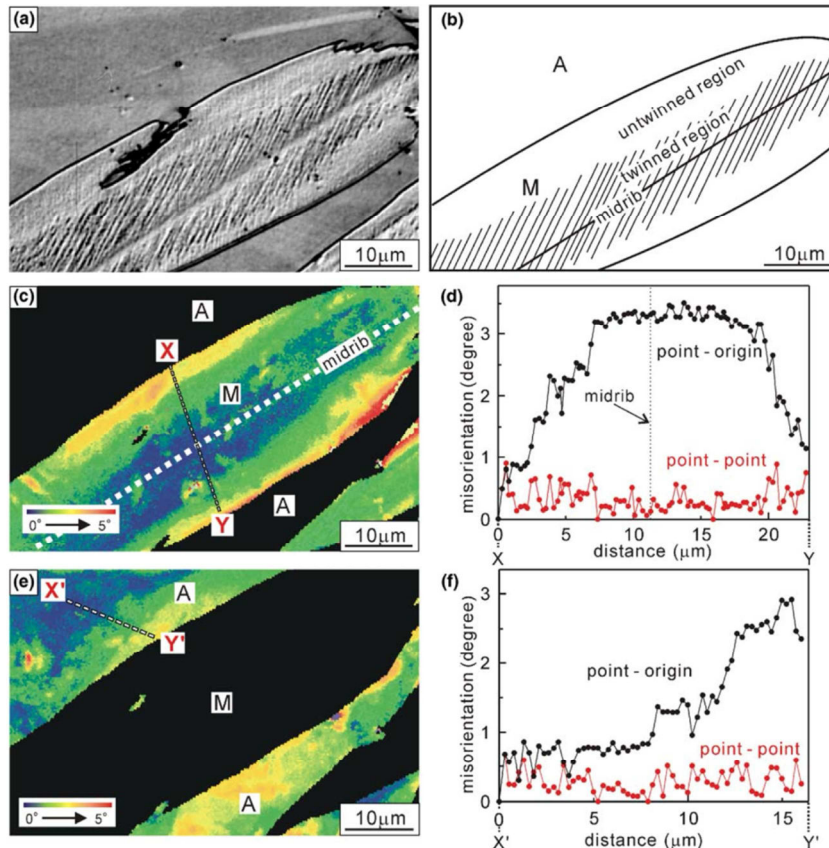 (a)
10μm
(b)
A
untwinned region
twinned region
M
midrib
10μm
(c)
A
X
midrib
M
Y
A
0° 5°
10μm
(d)
misorientation (degree)
3
2
1
0
point - origin
midrib
point - point
0 5 10 15 20
X distance (μm) Y
(e)
X'
A
Y'
M
A
0° 5°
10μm
(f)
misorientation (degree)
3
2
1
0
point - origin
point - point
0 5 10 15
X' distance (μm) Y'